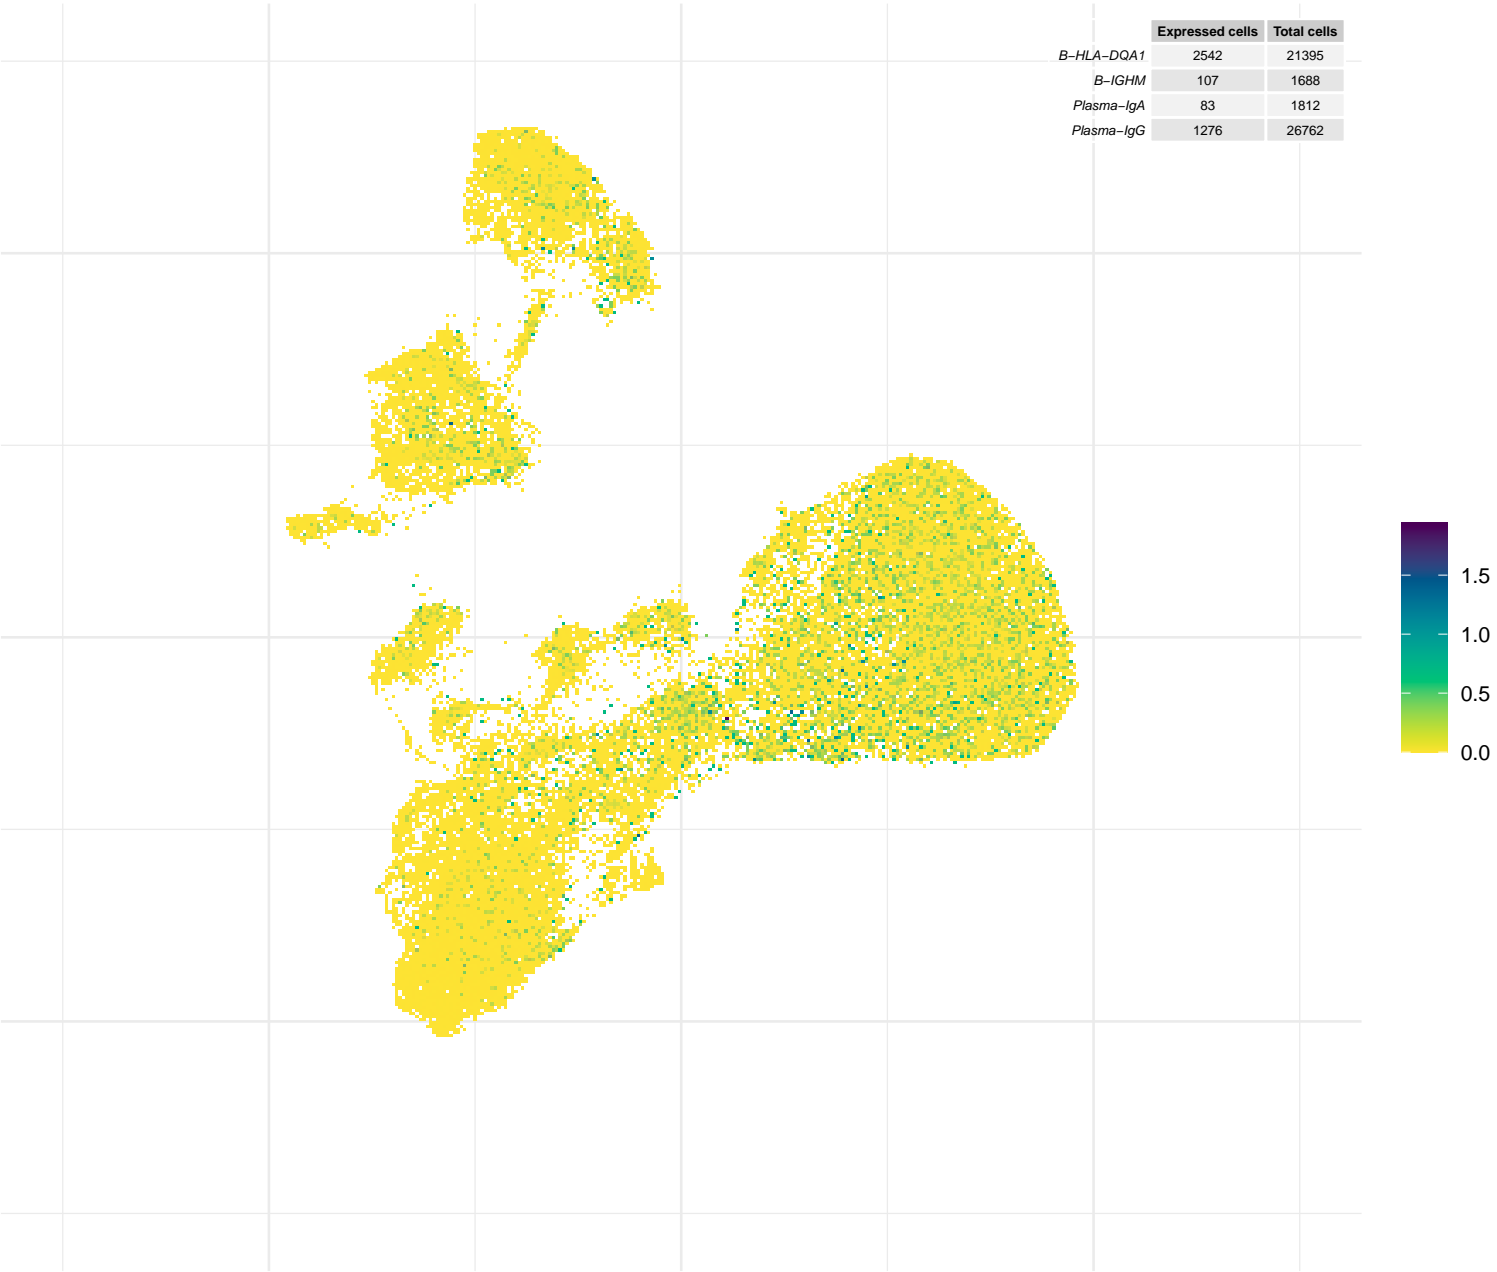 Expressed cells Total cells
B−HLA−DQA1 2542 21395
B−IGHM 107 1688
Plasma−IgA 83 1812
Plasma−IgG 1276 26762
1.5
1.0
0.5
0.0